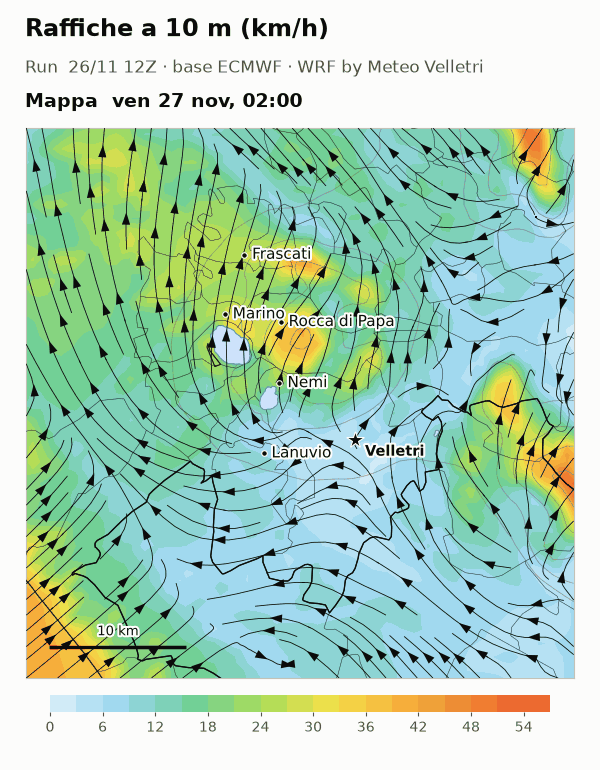 Raffiche a 10 m (km/h)
Run 26/11 12Z · base ECMWF · WRF by Meteo Velletri
Mappa ven 27 nov, 02:00
Frascati
Marino
Rocca di Papa
Nemi
Velletri
Lanuvio
10 km
0 6 12 18 24 30 36 42 48 54